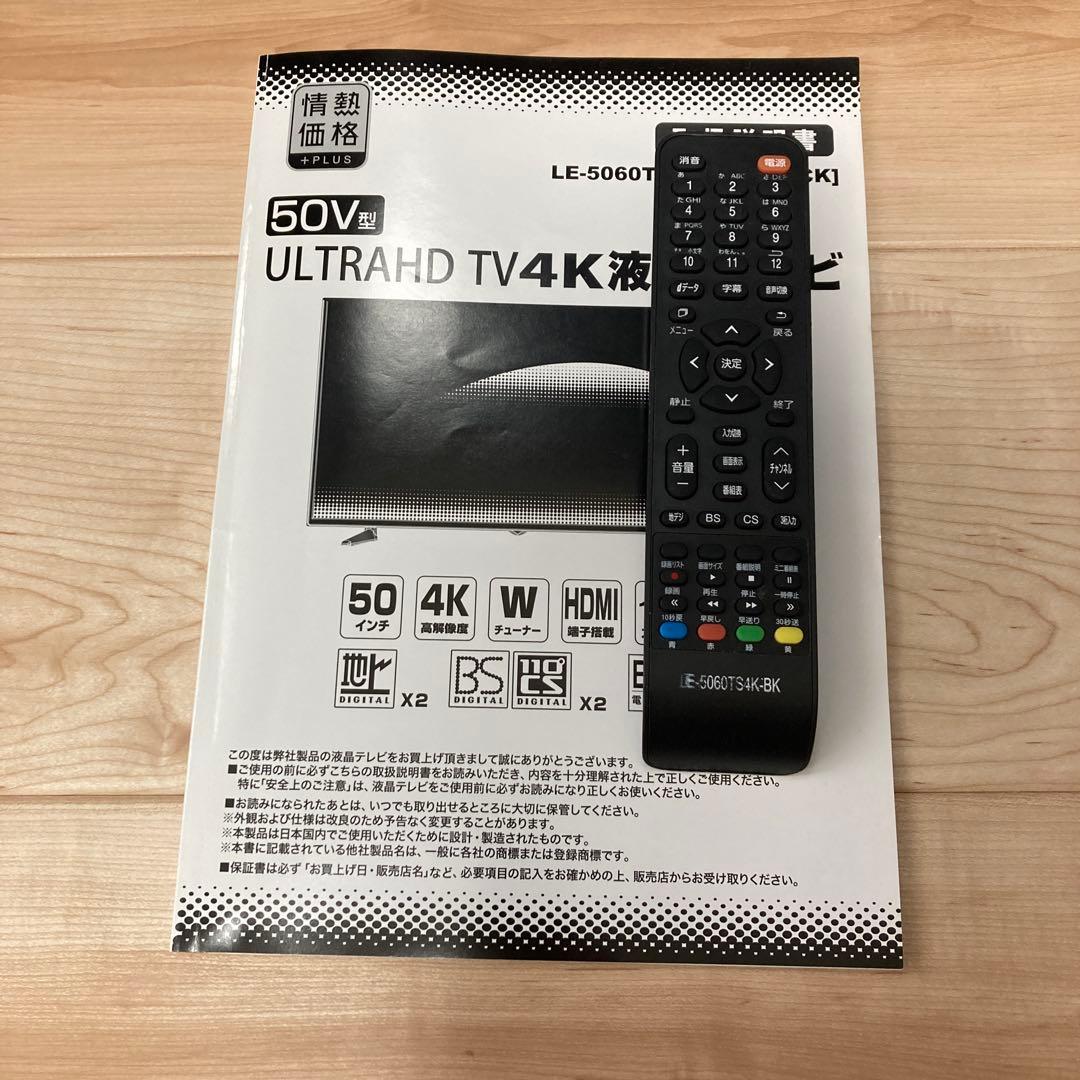 情熱
価格
+PLUS
LE-5060T
CK]
書
50V型
ULTRAHD TV4K液
ビ
50
インチ
4K
高解像度
W
チューナー
HDMI
端子搭載
地上
DIGITAL
X2
BS
DIGITAL
110°
CS
DIGITAL
X2
電
この度は弊社製品の液晶テレビをお買上げ頂きまして誠にありがとうございます。
■ご使用の前に必ずこちらの取扱説明書をお読みいただき、内容を十分理解された上で正しくご使用ください。
特に「安全上のご注意」は、液晶テレビをご使用前に必ずお読みになり正しくお使いください。
■お読みになられたあとは、いつでも取り出せるところに大切に保管してください。
※外観および仕様は改良のため予告なく変更することがあります。
※本製品は日本国内でご使用いただくために設計・製造されたものです。
※本書に記載されている他社製品名は、一般に各社の商標または登録商標です。
■保証書は必ず「お買上げ日・販売店名」など、必要項目の記入をお確かめの上、販売店からお受け取りください。
消音 電源
あ か ABC さ DEF
1 2 3
た GHI な JKL は MNO
4 5 6
ま PQRS や TUV ら WXYZ
7 8 9
10 11 12
dデータ 字幕 音声切換
メニュー 戻る
決定
静止 終了
入力切換
+ 音量 −
画面表示
チャンネル
番組表
地デジ BS CS 3桁入力
録画リスト 画面サイズ 番組説明 ミニ番組表
録画 再生 停止 一時停止
10秒戻 早戻し 早送り 30秒送
青 赤 緑 黄
LE-5060TS4K-BK